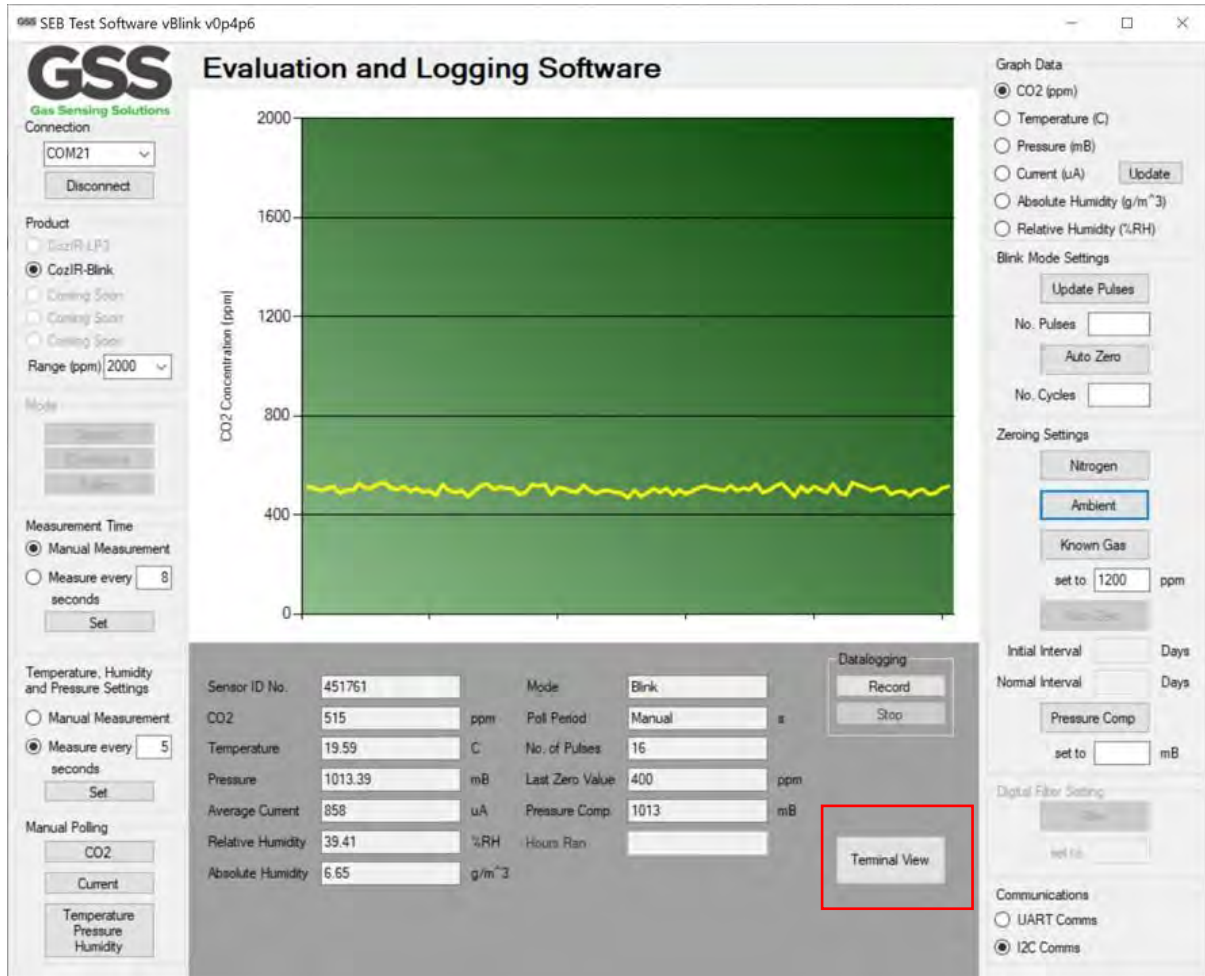 GSS SEB Test Software vBlink v0p4p6
GSS
Gas Sensing Solutions
Evaluation and Logging Software
Connection
COM21
Disconnect
Product
CozIR-LP3
CozIR-Blink
Coming Soon
Coming Soon
Coming Soon
Range (ppm) 2000
Mode
Measurement Time
Manual Measurement
Measure every 8
seconds
Set
Temperature, Humidity
and Pressure Settings
Manual Measurement
Measure every 5
seconds
Set
Manual Polling
CO2
Current
Temperature
Pressure
Humidity
CO2 Concentration (ppm)
2000
1600
1200
800
400
0
Sensor ID No. 451761
CO2 515 ppm
Temperature 19.59 C
Pressure 1013.39 mB
Average Current 858 uA
Relative Humidity 39.41 %RH
Absolute Humidity 6.65 g/m^3
Mode Blink
Poll Period Manual s
No. of Pulses 16
Last Zero Value 400 ppm
Pressure Comp 1013 mB
Hours Ran
Datalogging
Record
Stop
Terminal View
Graph Data
CO2 (ppm)
Temperature (C)
Pressure (mB)
Current (uA) Update
Absolute Humidity (g/m^3)
Relative Humidity (%RH)
Blink Mode Settings
Update Pulses
No. Pulses
Auto Zero
No. Cycles
Zeroing Settings
Nitrogen
Ambient
Known Gas
set to 1200 ppm
Initial Interval Days
Normal Interval Days
Pressure Comp
set to mB
Digital Filter Setting
set to
Communications
UART Comms
I2C Comms